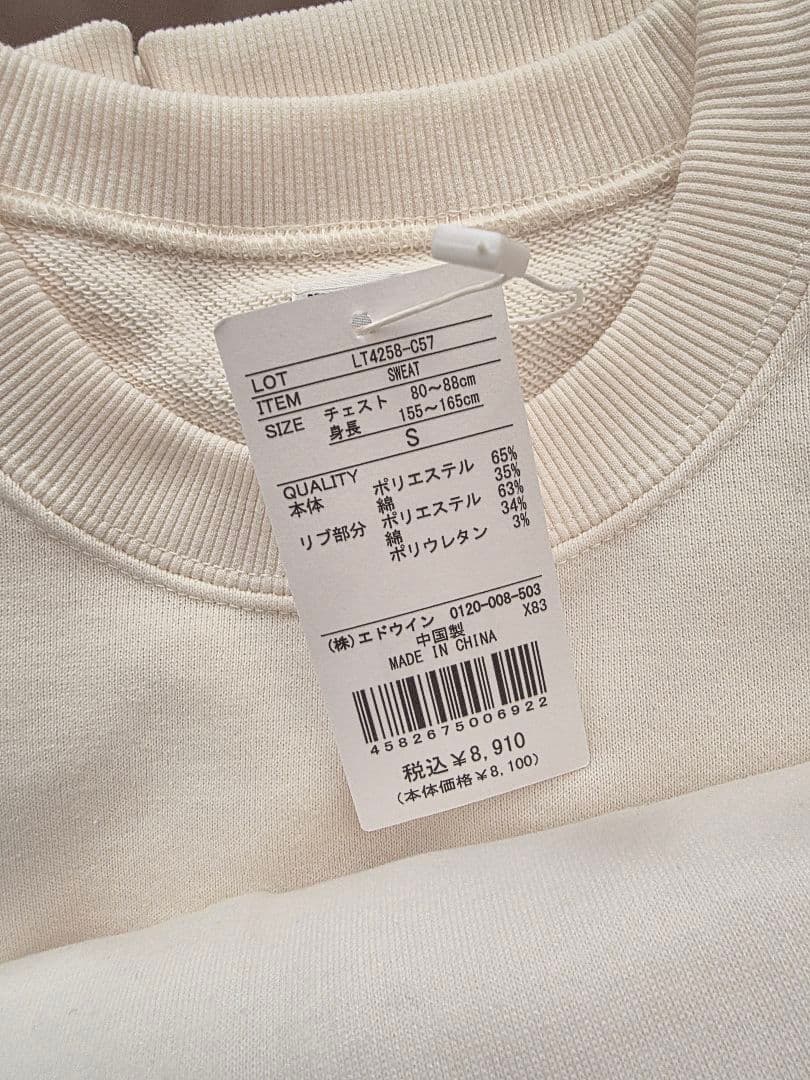 LOT LT4258-C57
ITEM SWEAT
SIZE チェスト 80〜88cm
身長 155〜165cm
S
QUALITY
本体 ポリエステル 65%
綿 35%
リブ部分 ポリエステル 63%
綿 34%
ポリウレタン 3%
(株)エドウイン 0120-008-503
中国製 X83
MADE IN CHINA
4582675006922
税込¥8,910
(本体価格¥8,100)